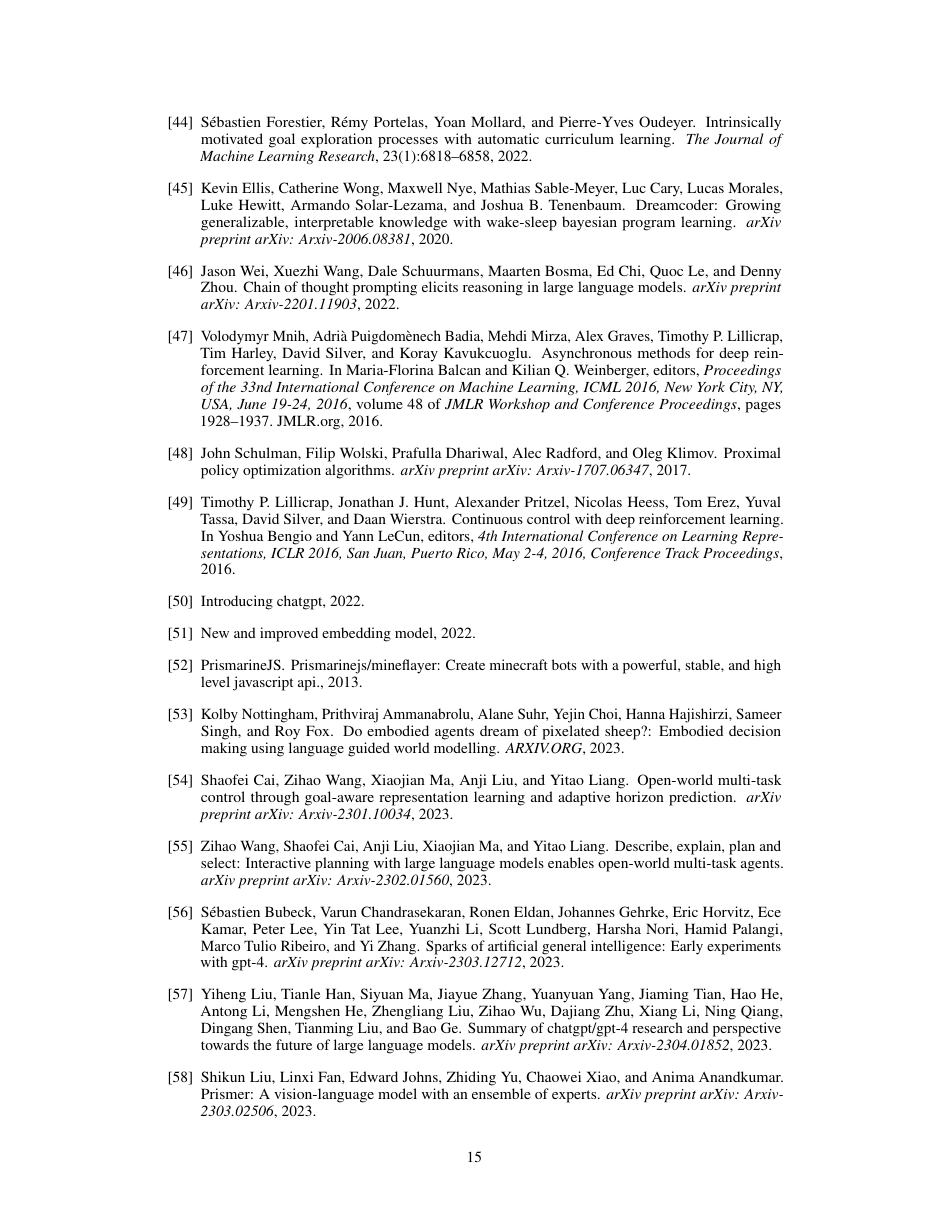 [44] Sébastien Forestier, Rémy Portelas, Yoan Mollard, and Pierre-Yves Oudeyer. Intrinsically
motivated goal exploration processes with automatic curriculum learning. The Journal of
Machine Learning Research, 23(1):6818–6858, 2022.
[45] Kevin Ellis, Catherine Wong, Maxwell Nye, Mathias Sable-Meyer, Luc Cary, Lucas Morales,
Luke Hewitt, Armando Solar-Lezama, and Joshua B. Tenenbaum. Dreamcoder: Growing
generalizable, interpretable knowledge with wake-sleep bayesian program learning. arXiv
preprint arXiv: Arxiv-2006.08381, 2020.
[46] Jason Wei, Xuezhi Wang, Dale Schuurmans, Maarten Bosma, Ed Chi, Quoc Le, and Denny
Zhou. Chain of thought prompting elicits reasoning in large language models. arXiv preprint
arXiv: Arxiv-2201.11903, 2022.
[47] Volodymyr Mnih, Adrià Puigdomènech Badia, Mehdi Mirza, Alex Graves, Timothy P. Lillicrap,
Tim Harley, David Silver, and Koray Kavukcuoglu. Asynchronous methods for deep rein-
forcement learning. In Maria-Florina Balcan and Kilian Q. Weinberger, editors, Proceedings
of the 33nd International Conference on Machine Learning, ICML 2016, New York City, NY,
USA, June 19-24, 2016, volume 48 of JMLR Workshop and Conference Proceedings, pages
1928–1937. JMLR.org, 2016.
[48] John Schulman, Filip Wolski, Prafulla Dhariwal, Alec Radford, and Oleg Klimov. Proximal
policy optimization algorithms. arXiv preprint arXiv: Arxiv-1707.06347, 2017.
[49] Timothy P. Lillicrap, Jonathan J. Hunt, Alexander Pritzel, Nicolas Heess, Tom Erez, Yuval
Tassa, David Silver, and Daan Wierstra. Continuous control with deep reinforcement learning.
In Yoshua Bengio and Yann LeCun, editors, 4th International Conference on Learning Repre-
sentations, ICLR 2016, San Juan, Puerto Rico, May 2-4, 2016, Conference Track Proceedings,
2016.
[50] Introducing chatgpt, 2022.
[51] New and improved embedding model, 2022.
[52] PrismarineJS. Prismarinejs/mineflayer: Create minecraft bots with a powerful, stable, and high
level javascript api., 2013.
[53] Kolby Nottingham, Prithviraj Ammanabrolu, Alane Suhr, Yejin Choi, Hanna Hajishirzi, Sameer
Singh, and Roy Fox. Do embodied agents dream of pixelated sheep?: Embodied decision
making using language guided world modelling. ARXIV.ORG, 2023.
[54] Shaofei Cai, Zihao Wang, Xiaojian Ma, Anji Liu, and Yitao Liang. Open-world multi-task
control through goal-aware representation learning and adaptive horizon prediction. arXiv
preprint arXiv: Arxiv-2301.10034, 2023.
[55] Zihao Wang, Shaofei Cai, Anji Liu, Xiaojian Ma, and Yitao Liang. Describe, explain, plan and
select: Interactive planning with large language models enables open-world multi-task agents.
arXiv preprint arXiv: Arxiv-2302.01560, 2023.
[56] Sébastien Bubeck, Varun Chandrasekaran, Ronen Eldan, Johannes Gehrke, Eric Horvitz, Ece
Kamar, Peter Lee, Yin Tat Lee, Yuanzhi Li, Scott Lundberg, Harsha Nori, Hamid Palangi,
Marco Tulio Ribeiro, and Yi Zhang. Sparks of artificial general intelligence: Early experiments
with gpt-4. arXiv preprint arXiv: Arxiv-2303.12712, 2023.
[57] Yiheng Liu, Tianle Han, Siyuan Ma, Jiayue Zhang, Yuanyuan Yang, Jiaming Tian, Hao He,
Antong Li, Mengshen He, Zhengliang Liu, Zihao Wu, Dajiang Zhu, Xiang Li, Ning Qiang,
Dingang Shen, Tianming Liu, and Bao Ge. Summary of chatgpt/gpt-4 research and perspective
towards the future of large language models. arXiv preprint arXiv: Arxiv-2304.01852, 2023.
[58] Shikun Liu, Linxi Fan, Edward Johns, Zhiding Yu, Chaowei Xiao, and Anima Anandkumar.
Prismer: A vision-language model with an ensemble of experts. arXiv preprint arXiv: Arxiv-
2303.02506, 2023.
15